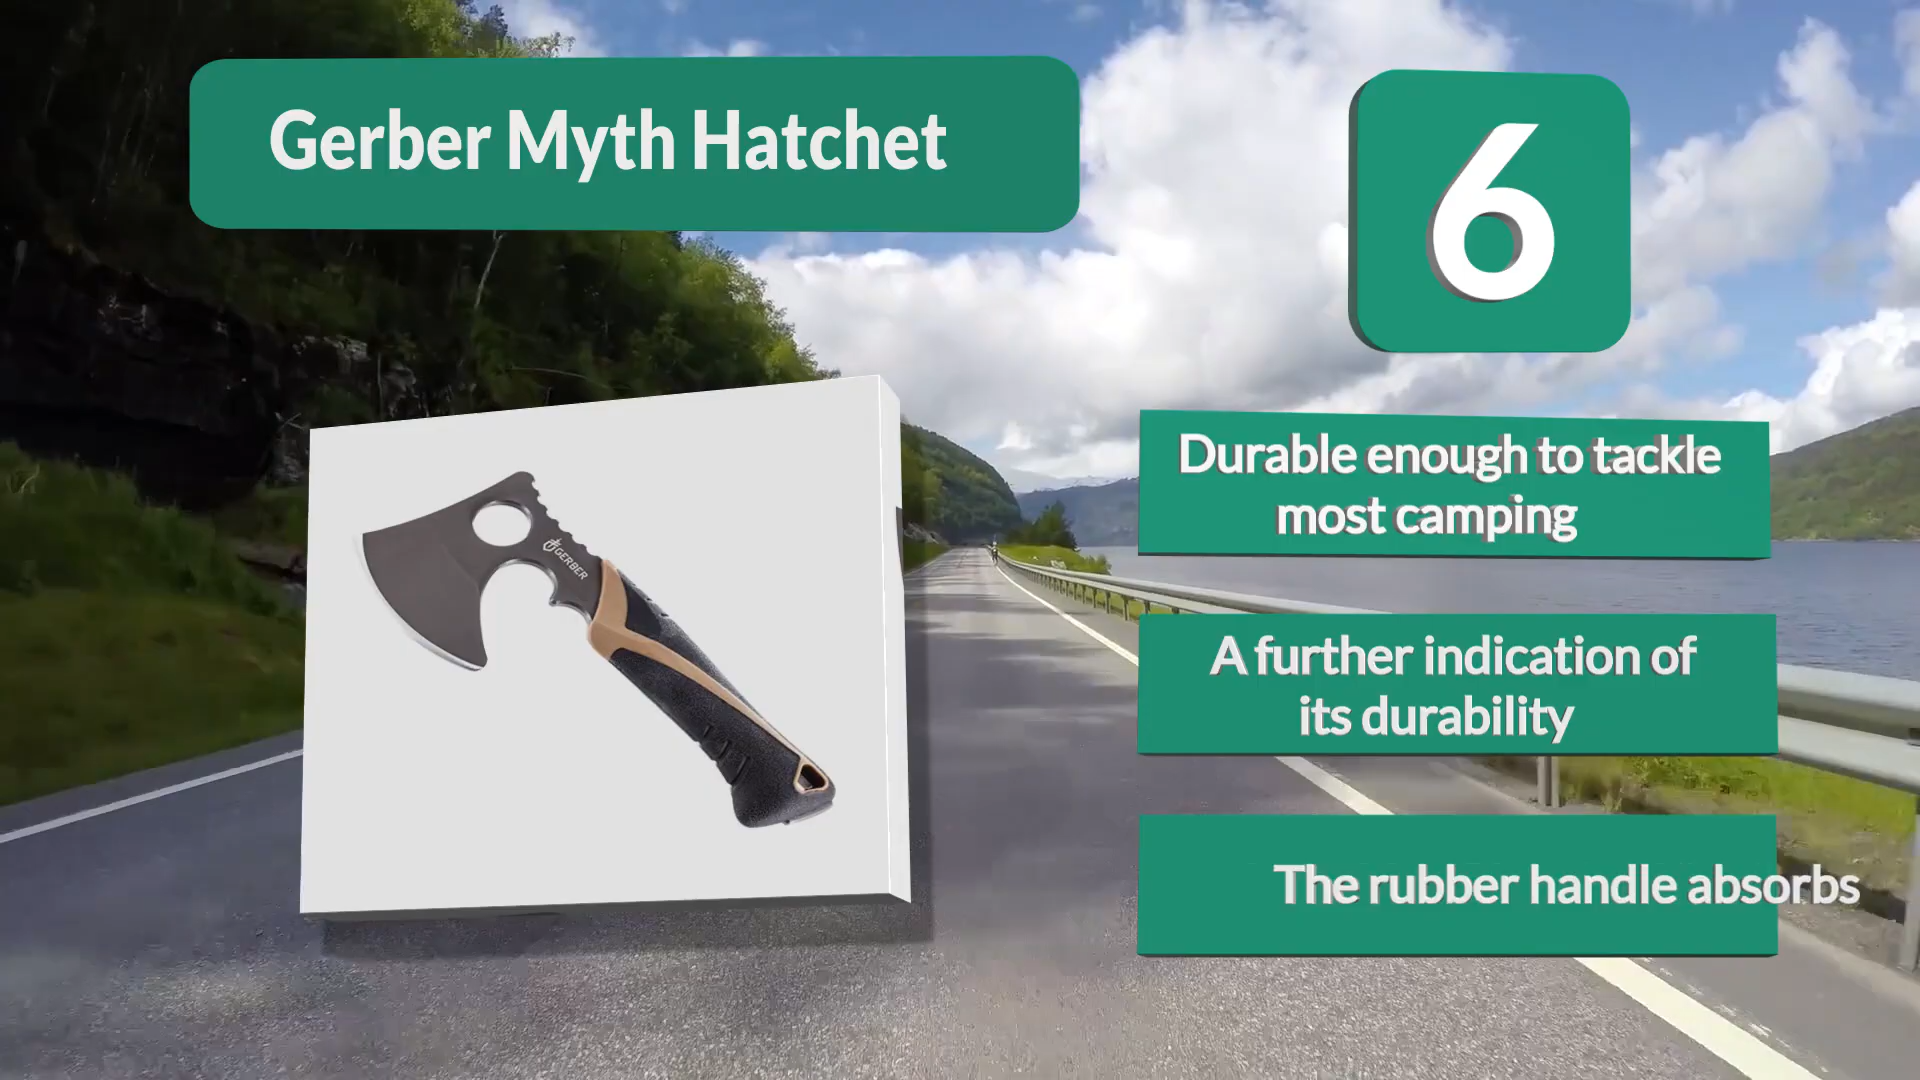 Gerber Myth Hatchet
6
GERBER
Durable enough to tackle
most camping
A further indication of
its durability
The rubber handle absorbs